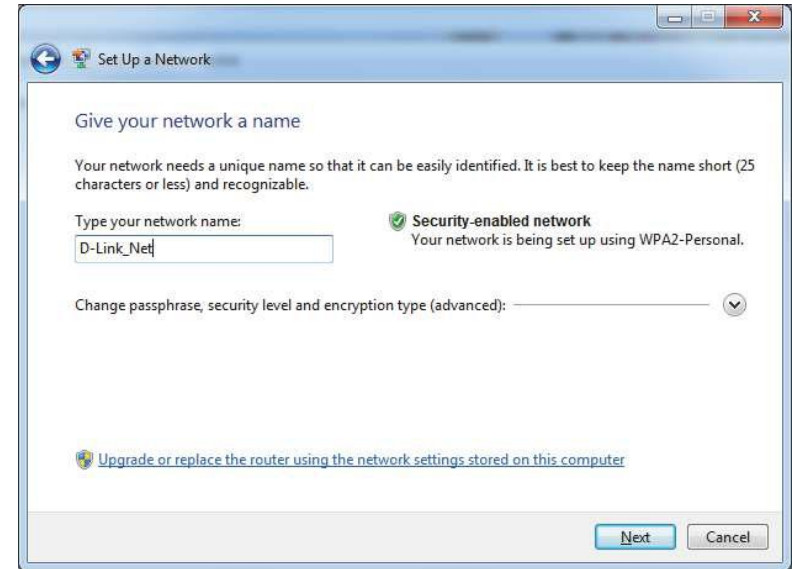 Set Up a Network
Give your network a name
Your network needs a unique name so that it can be easily identified. It is best to keep the name short (25
characters or less) and recognizable.
Type your network name:
Security-enabled network
Your network is being set up using WPA2-Personal.
D-Link_Net
Change passphrase, security level and encryption type (advanced):
Upgrade or replace the router using the network settings stored on this computer
Next
Cancel